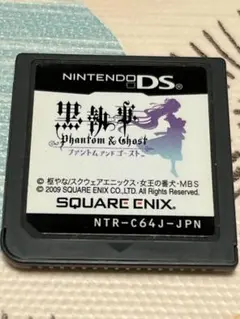 NINTENDO DS
黒執事
Phantom & Ghost
ファントム アンド ゴースト
© 枢やな/スクウェアエニックス・女王の番犬・MBS
© 2009 SQUARE ENIX CO.,LTD. All Rights Reserved.
SQUARE ENIX.
NTR-C64J-JPN